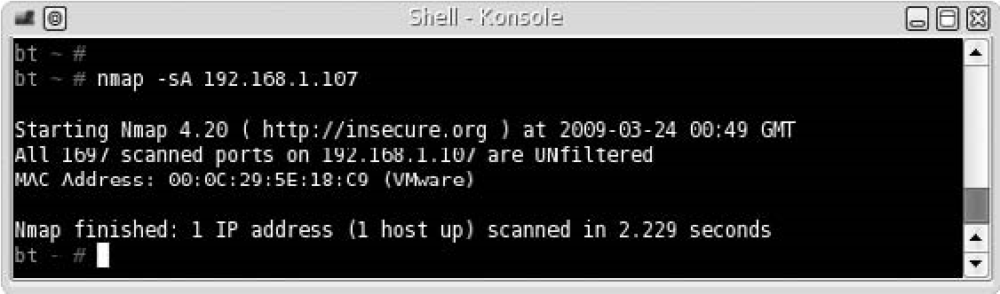 Shell - Konsole
bt ~ #
bt ~ # nmap -sA 192.168.1.107
Starting Nmap 4.20 ( http://insecure.org ) at 2009-03-24 00:49 GMT
All 1697 scanned ports on 192.168.1.107 are UNfiltered
MAC Address: 00:0C:29:5E:18:C9 (VMware)
Nmap finished: 1 IP address (1 host up) scanned in 2.229 seconds
bt ~ #